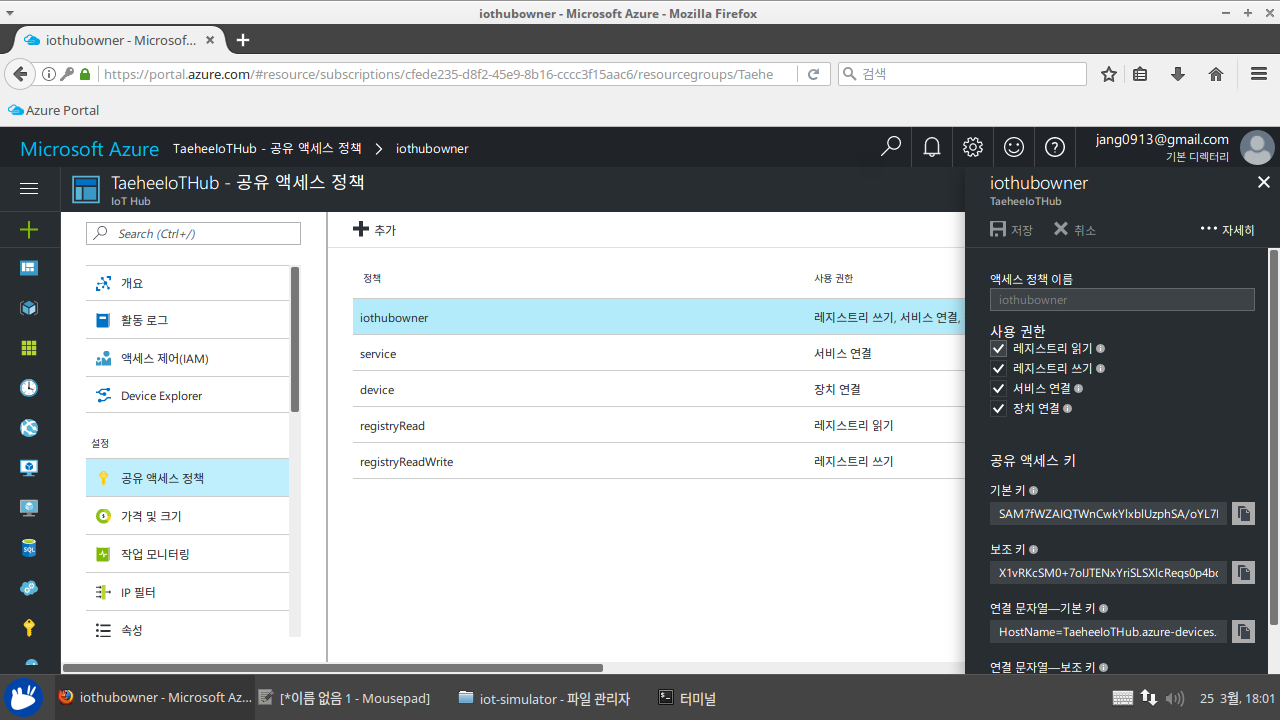 iothubowner - Microsoft Azure - Mozilla Firefox
iothubowner - Microsof...
https://portal.azure.com/#resource/subscriptions/cfede235-d8f2-45e9-8b16-cccc3f15aac6/resourcegroups/Taehe
검색
Azure Portal
Microsoft Azure TaeheeIoTHub - 공유 액세스 정책 iothubowner
jang0913@gmail.com
기본 디렉터리
TaeheeIoTHub - 공유 액세스 정책
IoT Hub
Search (Ctrl+/)
개요
활동 로그
액세스 제어(IAM)
Device Explorer
설정
공유 액세스 정책
가격 및 크기
작업 모니터링
IP 필터
속성
추가
정책 사용 권한
iothubowner 레지스트리 쓰기, 서비스 연결,
service 서비스 연결
device 장치 연결
registryRead 레지스트리 읽기
registryReadWrite 레지스트리 쓰기
iothubowner
TaeheeIoTHub
저장 취소 자세히
액세스 정책 이름
iothubowner
사용 권한
레지스트리 읽기
레지스트리 쓰기
서비스 연결
장치 연결
공유 액세스 키
기본 키
보조 키
연결 문자열—기본 키
HostName=TaeheeIoTHub.azure-devices.
연결 문자열—보조 키
iothubowner - Microsoft Az...
[*이름 없음 1 - Mousepad]
iot-simulator - 파일 관리자
터미널
25 3월, 18:01